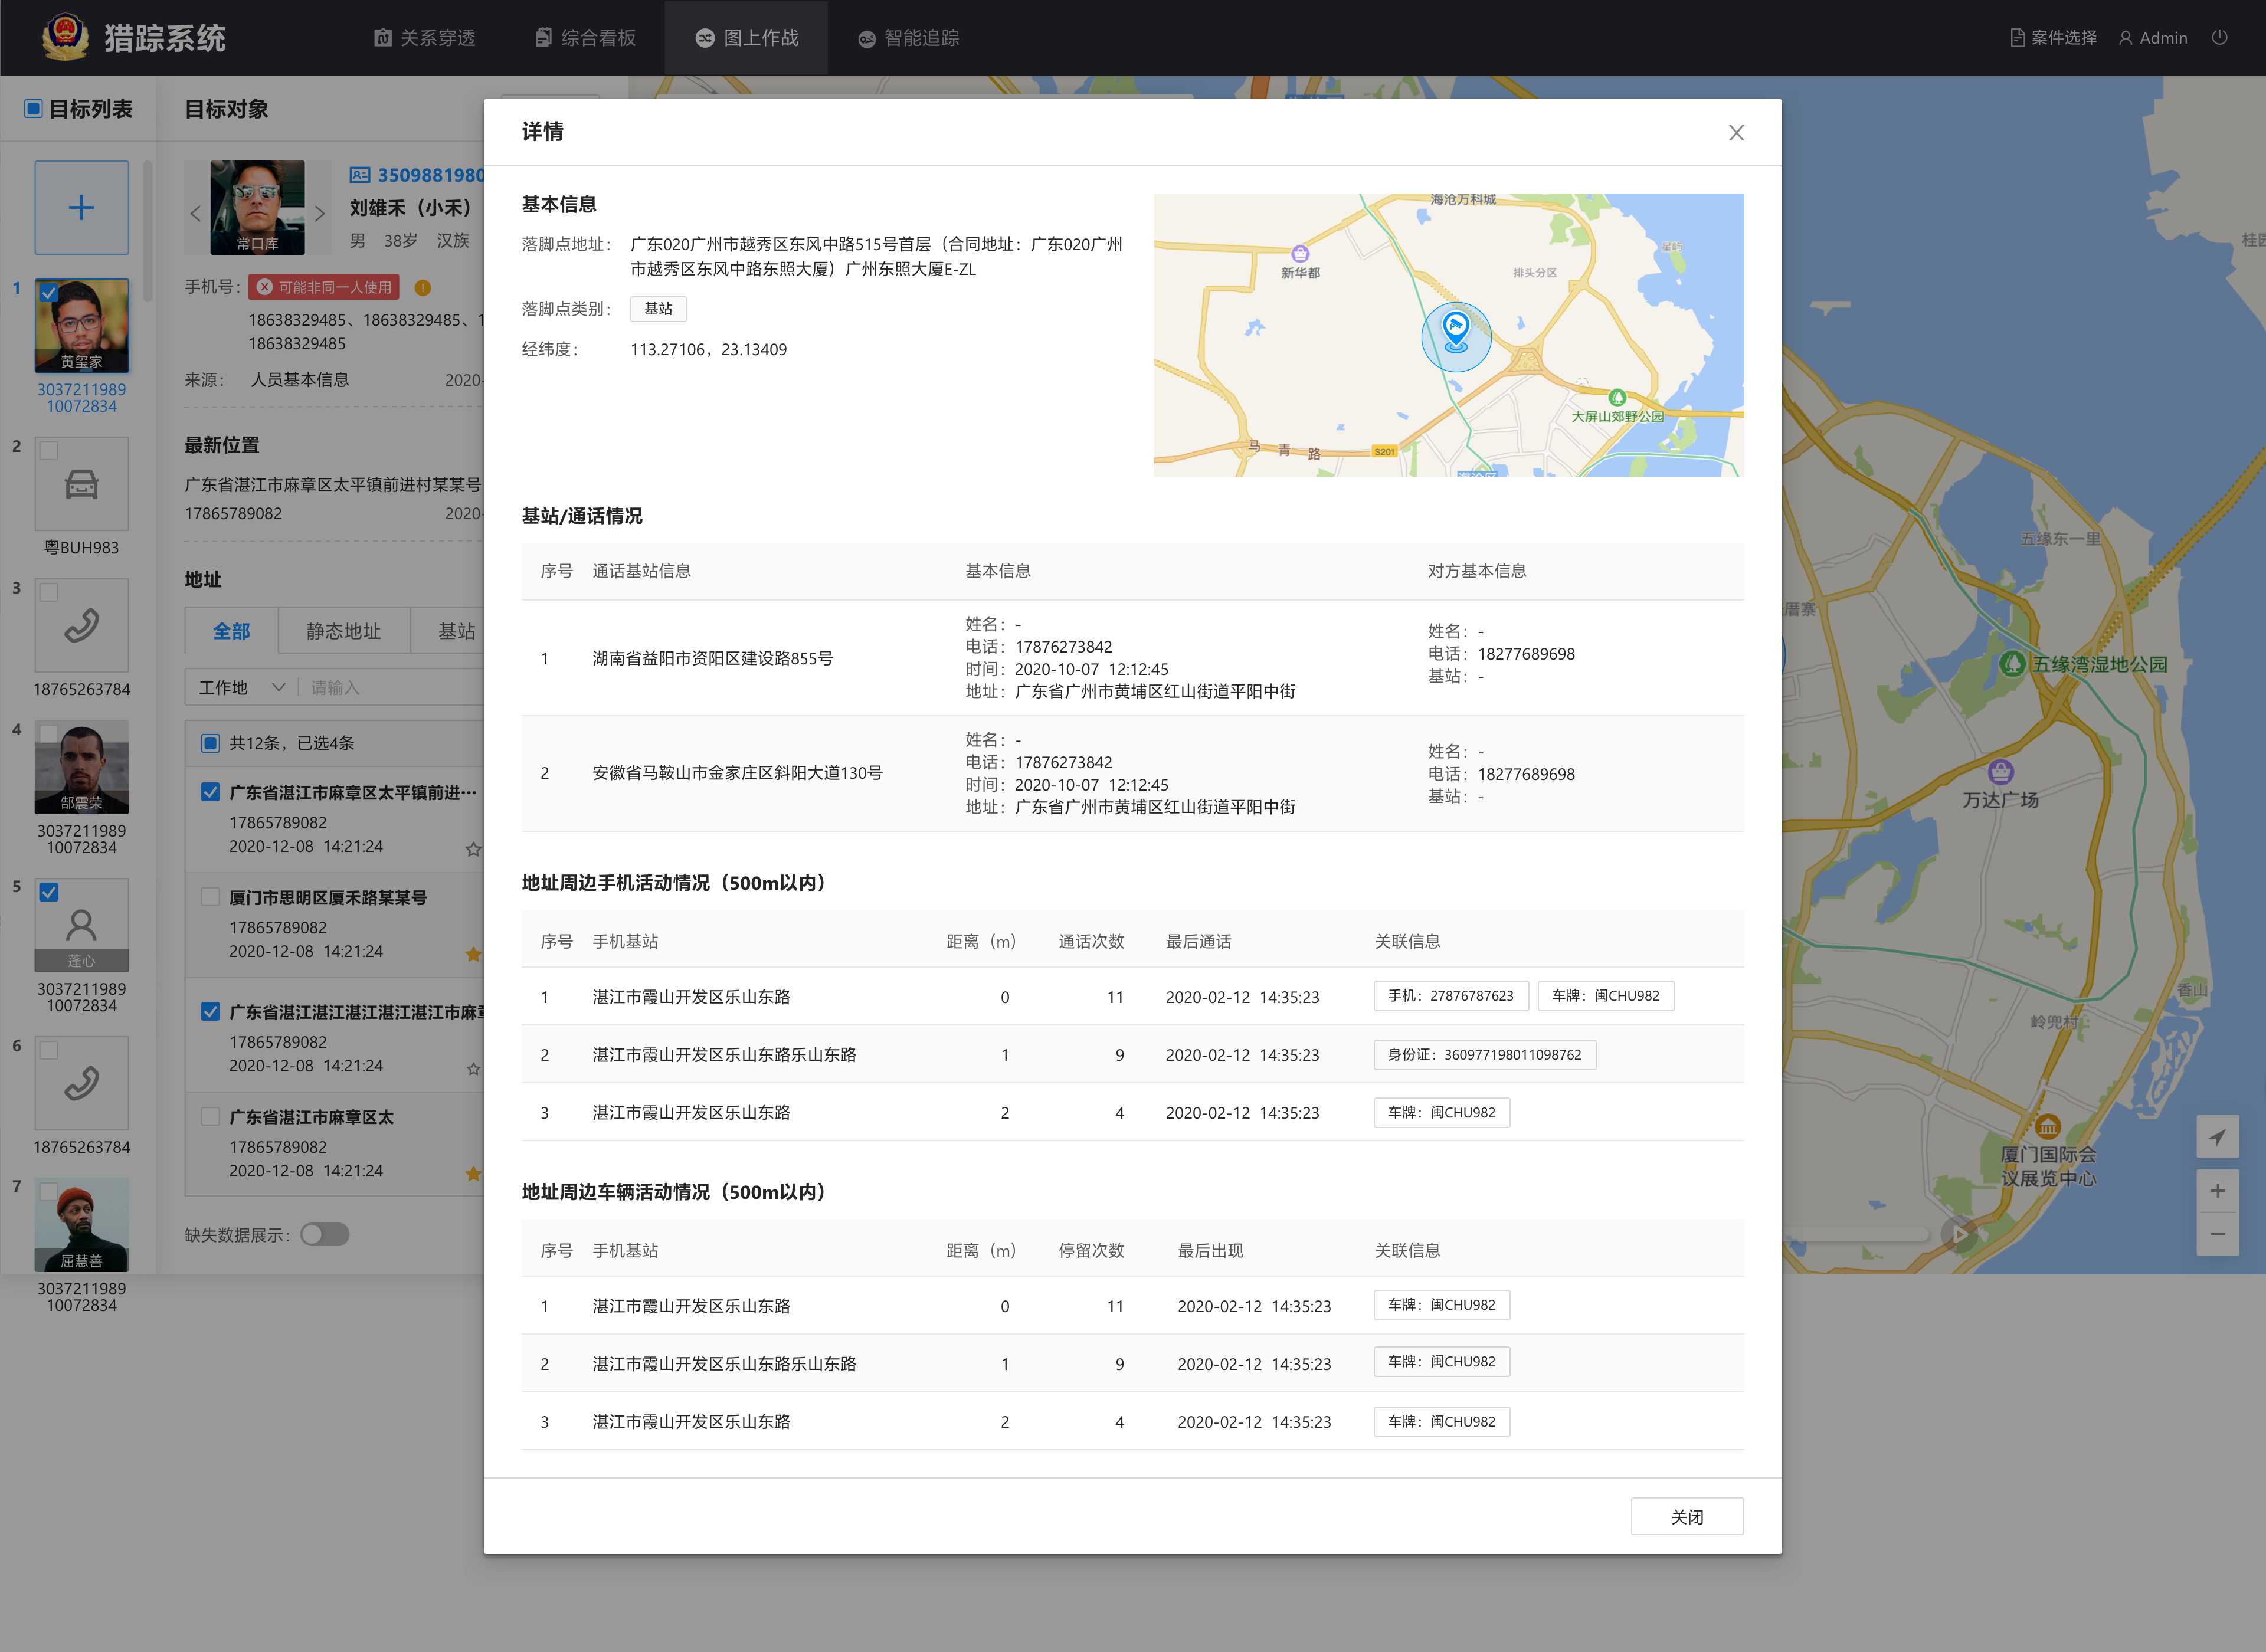 猎踪系统
关系穿透
综合看板
图上作战
智能追踪
案件选择
Admin
目标列表
1
黄玺家
3037211989
10072834
2
粤BUH983
3
18765263784
4
郜震荣
3037211989
10072834
5
蓬心
3037211989
10072834
6
18765263784
7
屈慧善
3037211989
10072834
目标对象
常口库
3509881980
刘雄禾（小禾）
男 38岁 汉族
手机号：
可能非同一人使用
18638329485、18638329485、1
18638329485
来源： 人员基本信息 2020-
最新位置
广东省湛江市麻章区太平镇前进村某某号
17865789082 2020-
地址
全部 静态地址 基站
工作地 请输入
共12条，已选4条
广东省湛江市麻章区太平镇前进…
17865789082
2020-12-08 14:21:24
厦门市思明区厦禾路某某号
17865789082
2020-12-08 14:21:24
广东省湛江湛江湛江湛江湛江市麻章
17865789082
2020-12-08 14:21:24
广东省湛江市麻章区太
17865789082
2020-12-08 14:21:24
缺失数据展示：
详情
基本信息
落脚点地址： 广东020广州市越秀区东风中路515号首层（合同地址：广东020广州
市越秀区东风中路东照大厦）广州东照大厦E-ZL
落脚点类别： 基站
经纬度： 113.27106，23.13409
海沧万科城
星屿
新华都
排头分区
大屏山郊野公园
马青路
S201
基站/通话情况
序号 通话基站信息 基本信息 对方基本信息
1 湖南省益阳市资阳区建设路855号
姓名：-
电话：17876273842
时间：2020-10-07 12:12:45
地址：广东省广州市黄埔区红山街道平阳中街
姓名：-
电话：18277689698
基站：-
2 安徽省马鞍山市金家庄区斜阳大道130号
姓名：-
电话：17876273842
时间：2020-10-07 12:12:45
地址：广东省广州市黄埔区红山街道平阳中街
姓名：-
电话：18277689698
基站：-
地址周边手机活动情况（500m以内）
序号 手机基站 距离（m） 通话次数 最后通话 关联信息
1 湛江市霞山开发区乐山东路 0 11 2020-02-12 14:35:23 手机：27876787623 车牌：闽CHU982
2 湛江市霞山开发区乐山东路乐山东路 1 9 2020-02-12 14:35:23 身份证：360977198011098762
3 湛江市霞山开发区乐山东路 2 4 2020-02-12 14:35:23 车牌：闽CHU982
地址周边车辆活动情况（500m以内）
序号 手机基站 距离（m） 停留次数 最后出现 关联信息
1 湛江市霞山开发区乐山东路 0 11 2020-02-12 14:35:23 车牌：闽CHU982
2 湛江市霞山开发区乐山东路乐山东路 1 9 2020-02-12 14:35:23 车牌：闽CHU982
3 湛江市霞山开发区乐山东路 2 4 2020-02-12 14:35:23 车牌：闽CHU982
关闭
五缘东一里
厝寨
五缘湾湿地公园
万达广场
香山
岭兜村
厦门国际会
议展览中心